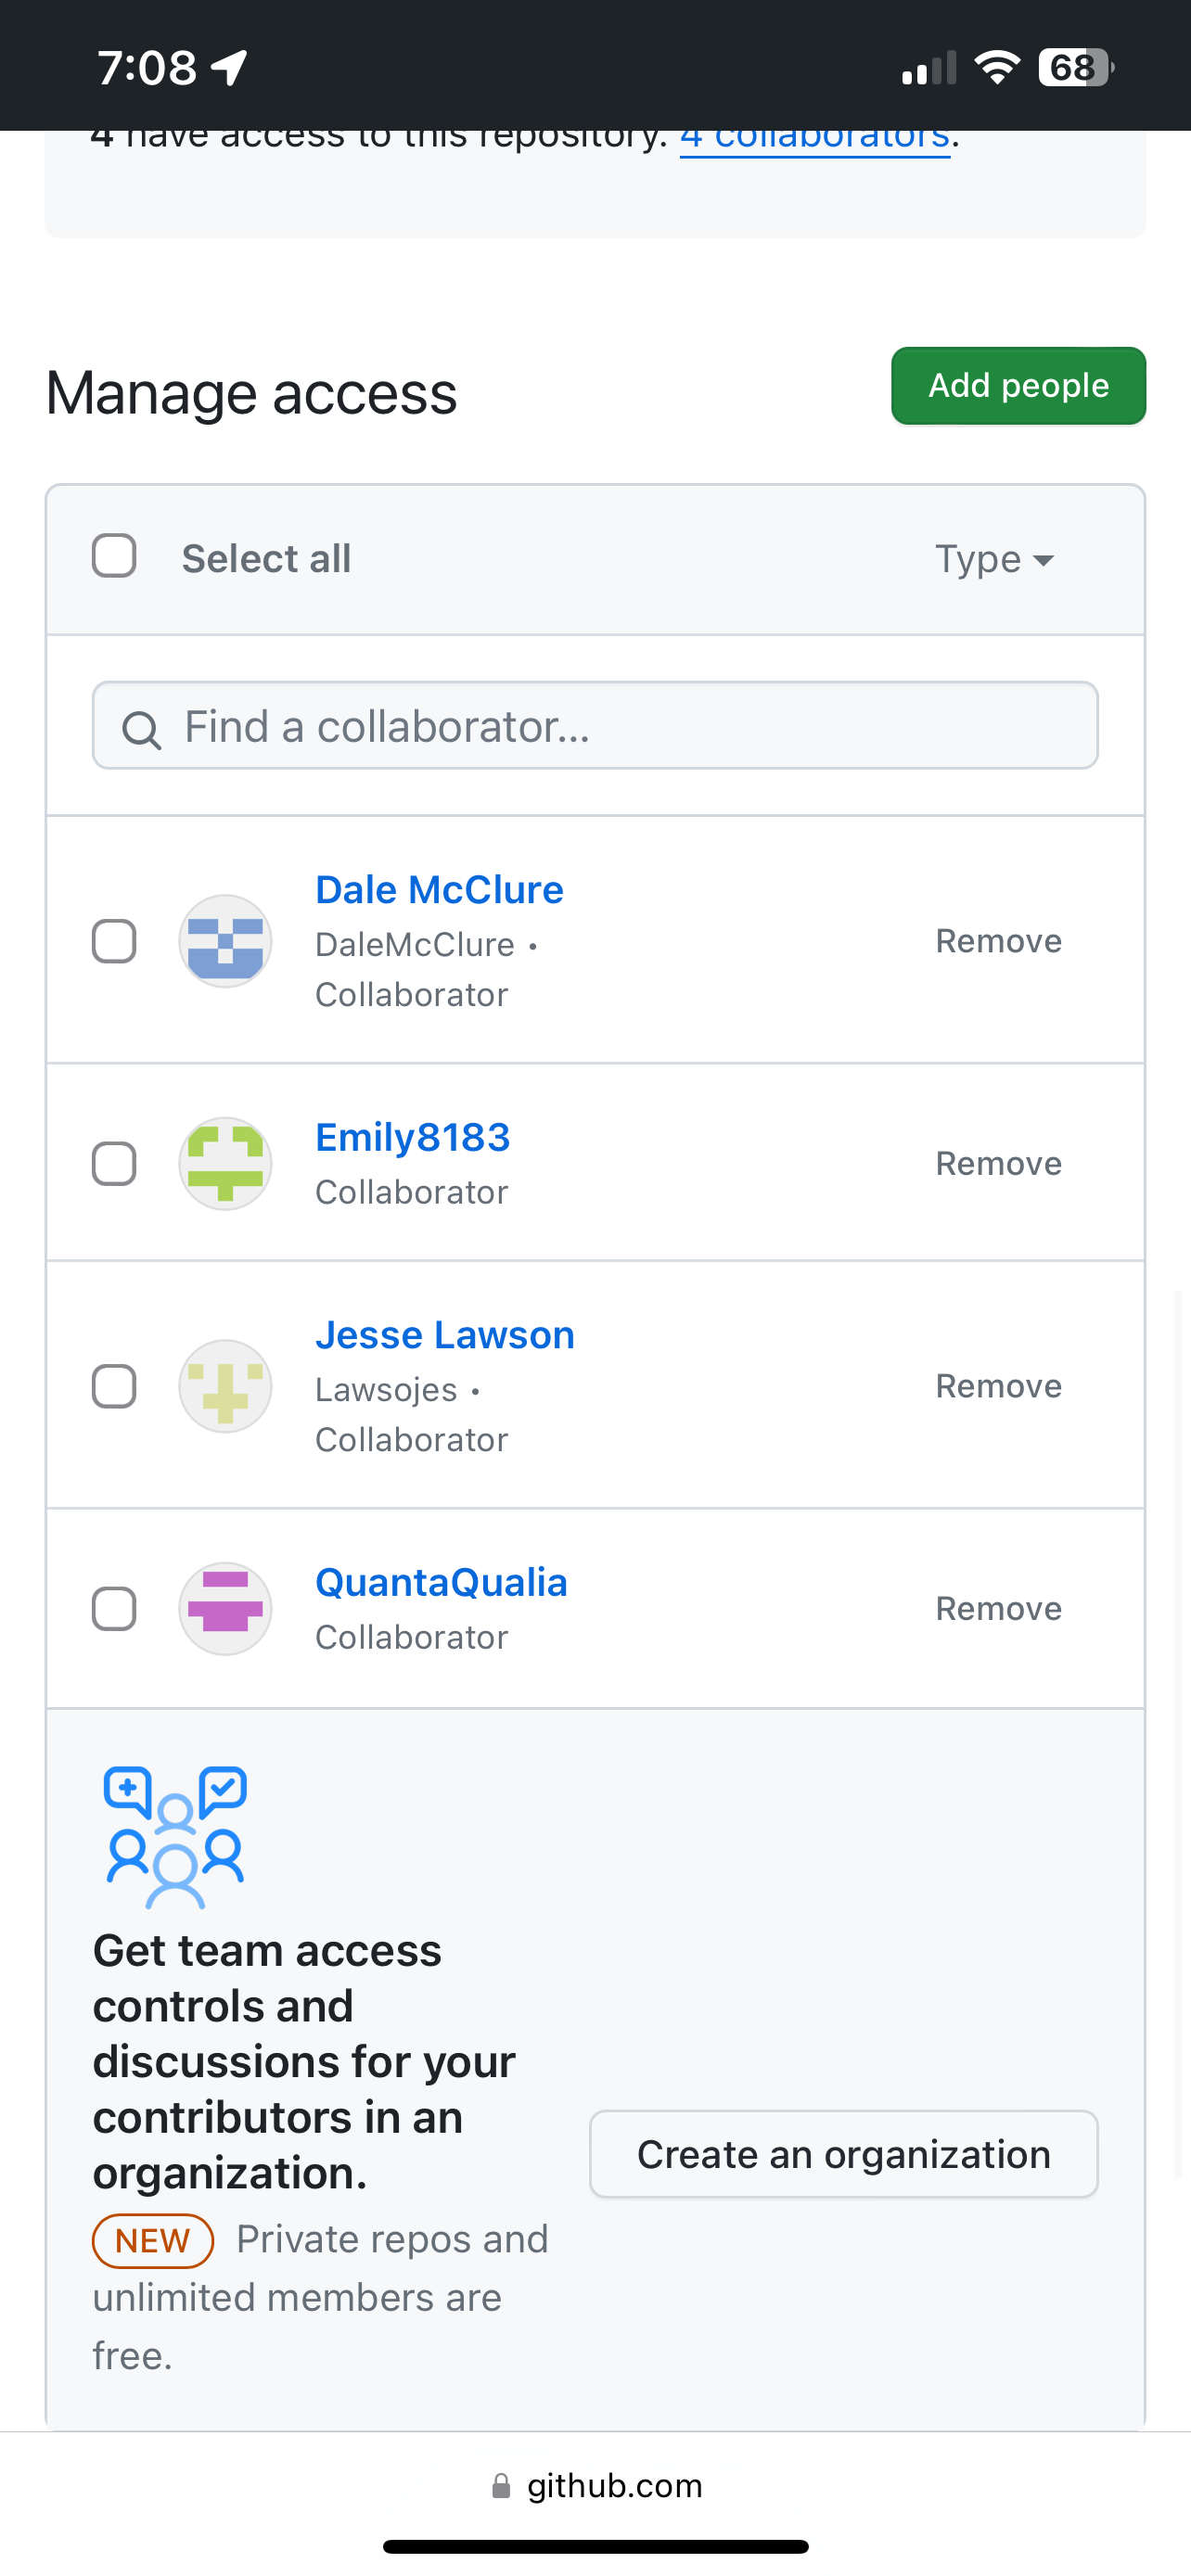 7:08
68
4 have access to this repository. 4 collaborators.
Manage access
Add people
Select all
Type
Find a collaborator...
Dale McClure
DaleMcClure •
Collaborator
Remove
Emily8183
Collaborator
Remove
Jesse Lawson
Lawsojes •
Collaborator
Remove
QuantaQualia
Collaborator
Remove
Get team access
controls and
discussions for your
contributors in an
organization.
Create an organization
NEW Private repos and
unlimited members are
free.
github.com